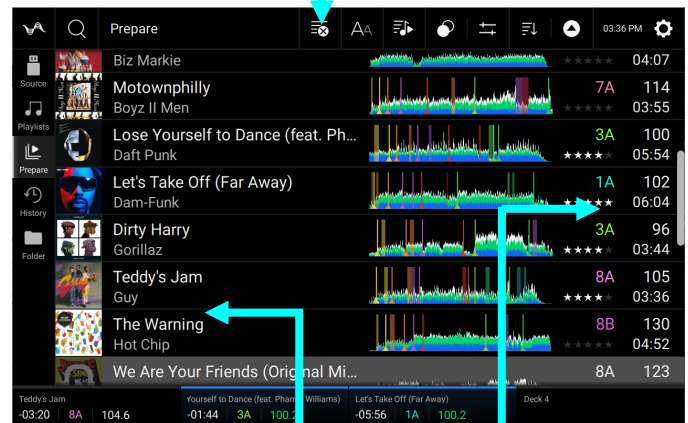 Prepare
AA
03:36 PM
Source
Playlists
Prepare
History
Folder
Biz Markie
04:07
Motownphilly
7A 114
Boyz II Men
03:55
Lose Yourself to Dance (feat. Ph...
3A 100
Daft Punk
05:54
Let's Take Off (Far Away)
1A 102
Dam-Funk
06:04
Dirty Harry
3A 96
Gorillaz
03:44
Teddy's Jam
8A 105
Guy
03:36
The Warning
8B 130
Hot Chip
04:52
We Are Your Friends (Original Mi...
8A 123
Teddy's Jam
-03:20 8A 104.6
Yourself to Dance (feat. Pharrell Williams)
-01:44 3A 100.2
Let's Take Off (Far Away)
-05:56 1A 100.2
Deck 4